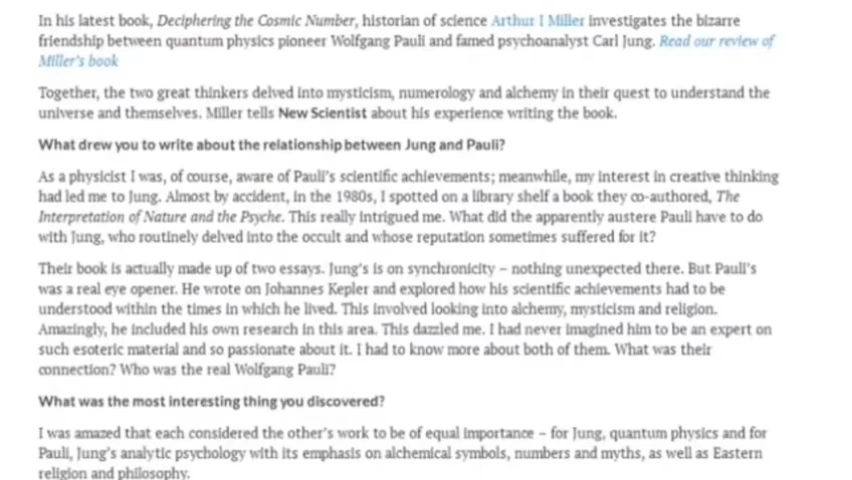 In his latest book, Deciphering the Cosmic Number, historian of science Arthur I Miller investigates the bizarre
friendship between quantum physics pioneer Wolfgang Pauli and famed psychoanalyst Carl Jung. Read our review of
Miller's book
Together, the two great thinkers delved into mysticism, numerology and alchemy in their quest to understand the
universe and themselves. Miller tells New Scientist about his experience writing the book.
What drew you to write about the relationship between Jung and Pauli?
As a physicist I was, of course, aware of Pauli's scientific achievements; meanwhile, my interest in creative thinking
had led me to Jung. Almost by accident, in the 1980s, I spotted on a library shelf a book they co-authored, The
Interpretation of Nature and the Psyche. This really intrigued me. What did the apparently austere Pauli have to do
with Jung, who routinely delved into the occult and whose reputation sometimes suffered for it?
Their book is actually made up of two essays. Jung's is on synchronicity – nothing unexpected there. But Pauli's
was a real eye opener. He wrote on Johannes Kepler and explored how his scientific achievements had to be
understood within the times in which he lived. This involved looking into alchemy, mysticism and religion.
Amazingly, he included his own research in this area. This dazzled me. I had never imagined him to be an expert on
such esoteric material and so passionate about it. I had to know more about both of them. What was their
connection? Who was the real Wolfgang Pauli?
What was the most interesting thing you discovered?
I was amazed that each considered the other's work to be of equal importance – for Jung, quantum physics and for
Pauli, Jung's analytic psychology with its emphasis on alchemical symbols, numbers and myths, as well as Eastern
religion and philosophy.